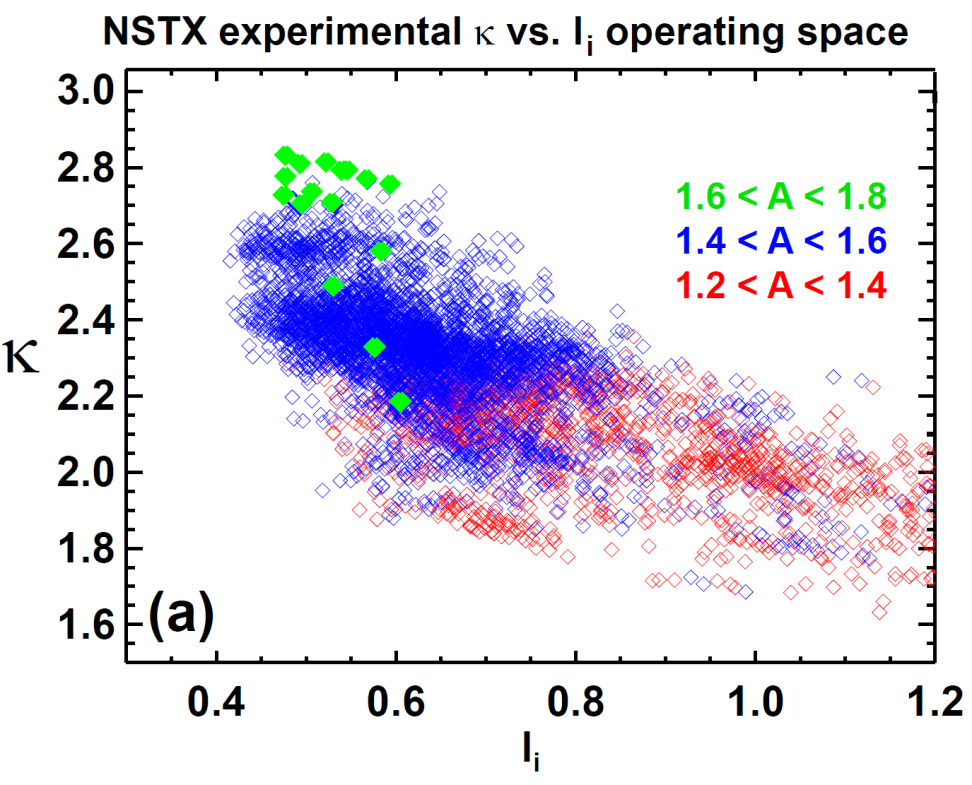 NSTX experimental κ vs. lᵢ operating space
3.0
2.8
2.6
2.4
2.2
2.0
1.8
1.6
κ
1.6 < A < 1.8
1.4 < A < 1.6
1.2 < A < 1.4
(a)
0.4 0.6 0.8 1.0 1.2
lᵢ